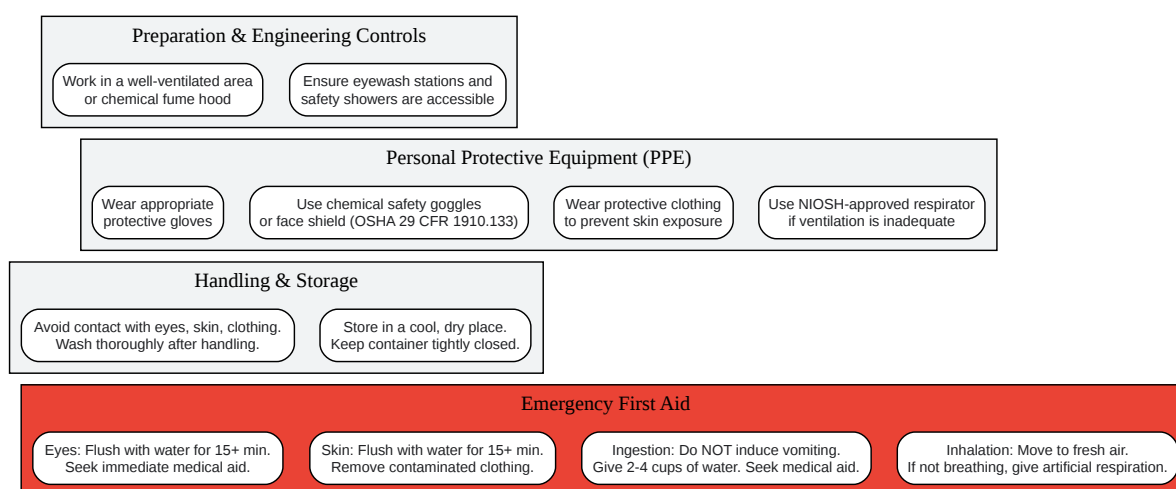 Preparation & Engineering Controls
Work in a well-ventilated area
or chemical fume hood
Ensure eyewash stations and
safety showers are accessible
Personal Protective Equipment (PPE)
Wear appropriate
protective gloves
Use chemical safety goggles
or face shield (OSHA 29 CFR 1910.133)
Wear protective clothing
to prevent skin exposure
Use NIOSH-approved respirator
if ventilation is inadequate
Handling & Storage
Avoid contact with eyes, skin, clothing.
Wash thoroughly after handling.
Store in a cool, dry place.
Keep container tightly closed.
Emergency First Aid
Eyes: Flush with water for 15+ min.
Seek immediate medical aid.
Skin: Flush with water for 15+ min.
Remove contaminated clothing.
Ingestion: Do NOT induce vomiting.
Give 2-4 cups of water. Seek medical aid.
Inhalation: Move to fresh air.
If not breathing, give artificial respiration.